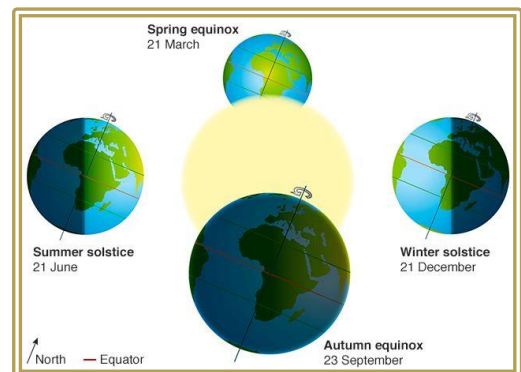 Spring equinox
21 March
Summer solstice
21 June
Winter solstice
21 December
Autumn equinox
23 September
North
Equator